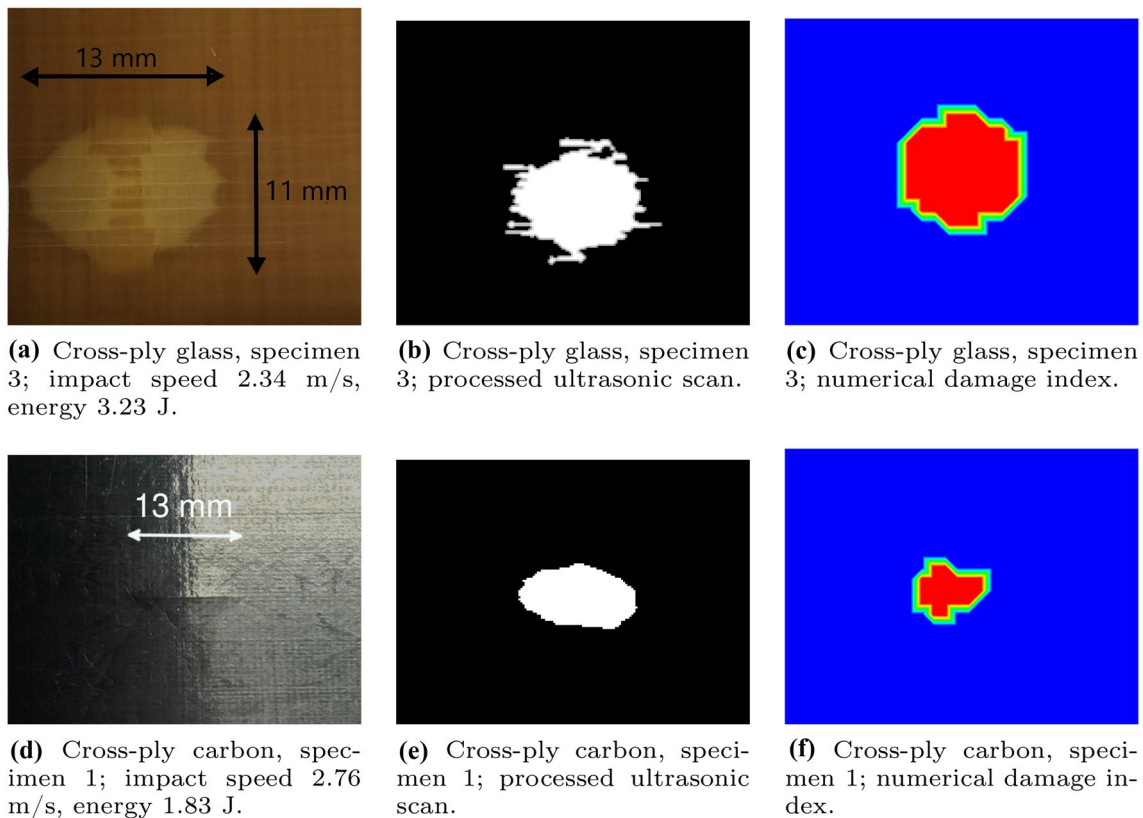 13 mm
11 mm
(a) Cross-ply glass, specimen
3; impact speed 2.34 m/s,
energy 3.23 J.
(b) Cross-ply glass, specimen
3; processed ultrasonic scan.
(c) Cross-ply glass, specimen
3; numerical damage index.
13 mm
(d) Cross-ply carbon, spec-
imen 1; impact speed 2.76
m/s, energy 1.83 J.
(e) Cross-ply carbon, speci-
men 1; processed ultrasonic
scan.
(f) Cross-ply carbon, speci-
men 1; numerical damage in-
dex.